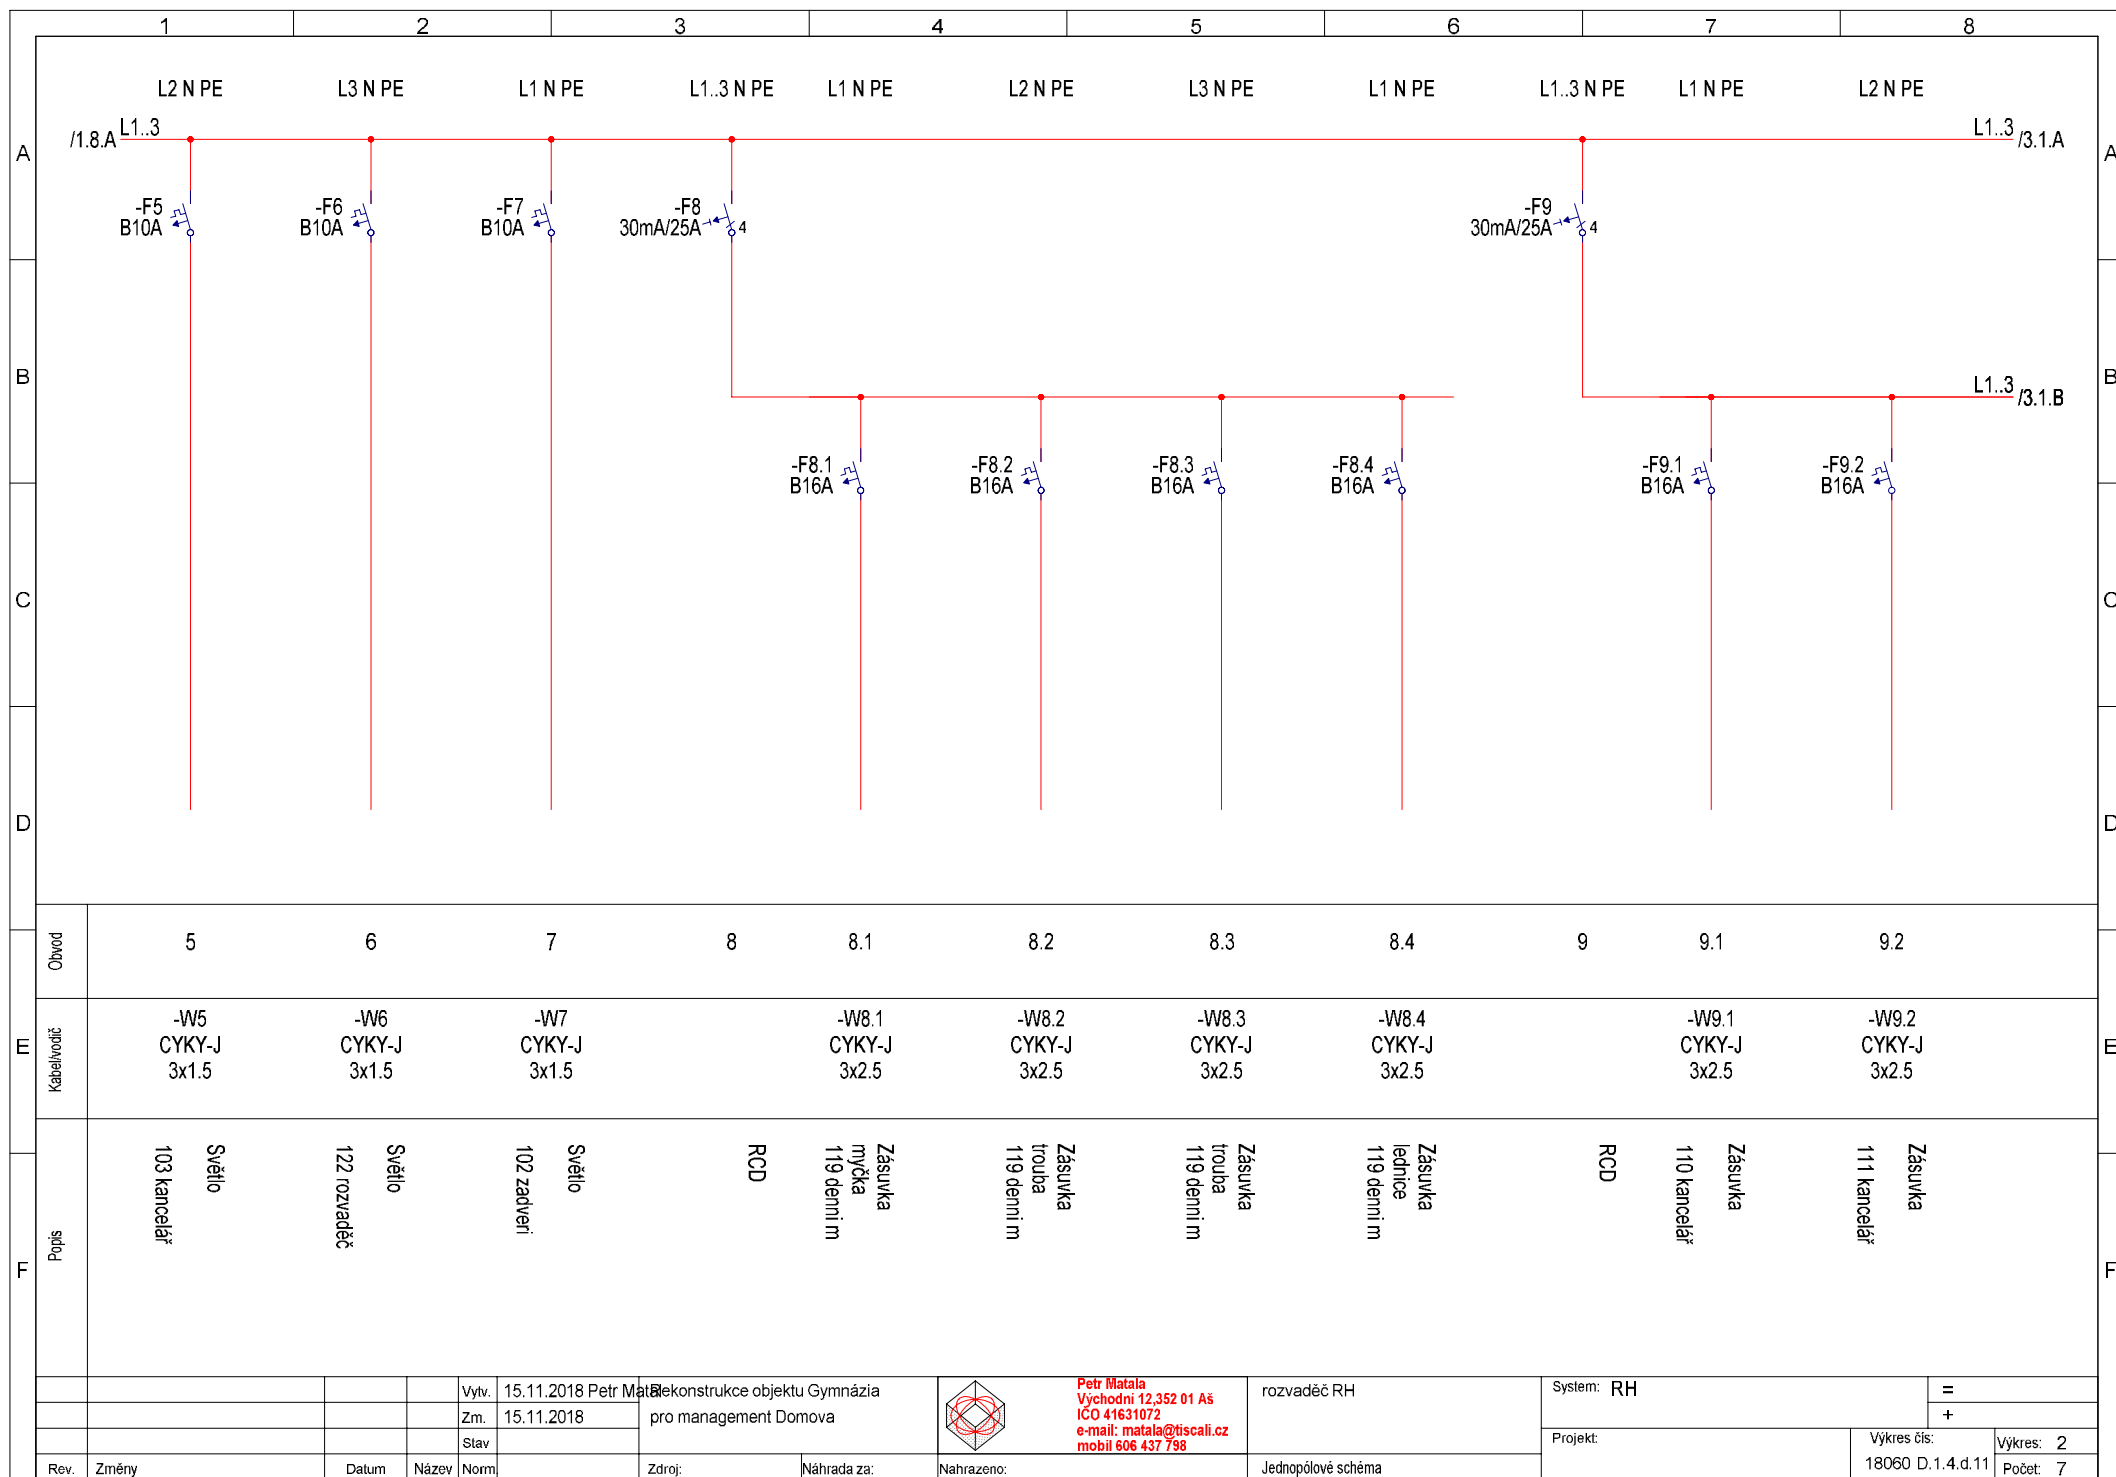 1 2 3 4 5 6 7 8
L2 N PE L3 N PE L1 N PE L1..3 N PE L1 N PE L2 N PE L3 N PE L1 N PE L1..3 N PE L1 N PE L2 N PE
/1.8.A L1..3 L1..3 /3.1.A
A A
-F5 -F6 -F7 -F8 -F9
B10A B10A B10A 30mA/25A 4 30mA/25A 4
B B
L1..3 /3.1.B
-F8.1 -F8.2 -F8.3 -F8.4 -F9.1 -F9.2
B16A B16A B16A B16A B16A B16A
C C
D D
Obvod 5 6 7 8 8.1 8.2 8.3 8.4 9 9.1 9.2
E E
Kabel/vodič
-W5 -W6 -W7 -W8.1 -W8.2 -W8.3 -W8.4 -W9.1 -W9.2
CYKY-J CYKY-J CYKY-J CYKY-J CYKY-J CYKY-J CYKY-J CYKY-J CYKY-J
3x1.5 3x1.5 3x1.5 3x2.5 3x2.5 3x2.5 3x2.5 3x2.5 3x2.5
F F
Popis
Světlo
103 kancelář
Světlo
122 rozvaděč
Světlo
102 zadveri
RCD
Zásuvka
myčka
119 denni m
Zásuvka
trouba
119 denni m
Zásuvka
trouba
119 denni m
Zásuvka
lednice
119 denni m
RCD
Zásuvka
110 kancelář
Zásuvka
111 kancelář
Vytv. 15.11.2018 Petr Matal
Zm. 15.11.2018
Stav
Rev. Změny Datum Název Norm
Rekonstrukce objektu Gymnázia
pro management Domova
Zdroj: Náhrada za: Nahrazeno:
Petr Matala
Východní 12,352 01 Aš
IČO 41631072
e-mail: matala@tiscali.cz
mobil 606 437 798
rozvaděč RH
Jednopólové schéma
System: RH
=
+
Projekt:
Výkres čís:
18060 D.1.4.d.11
Výkres: 2
Počet: 7